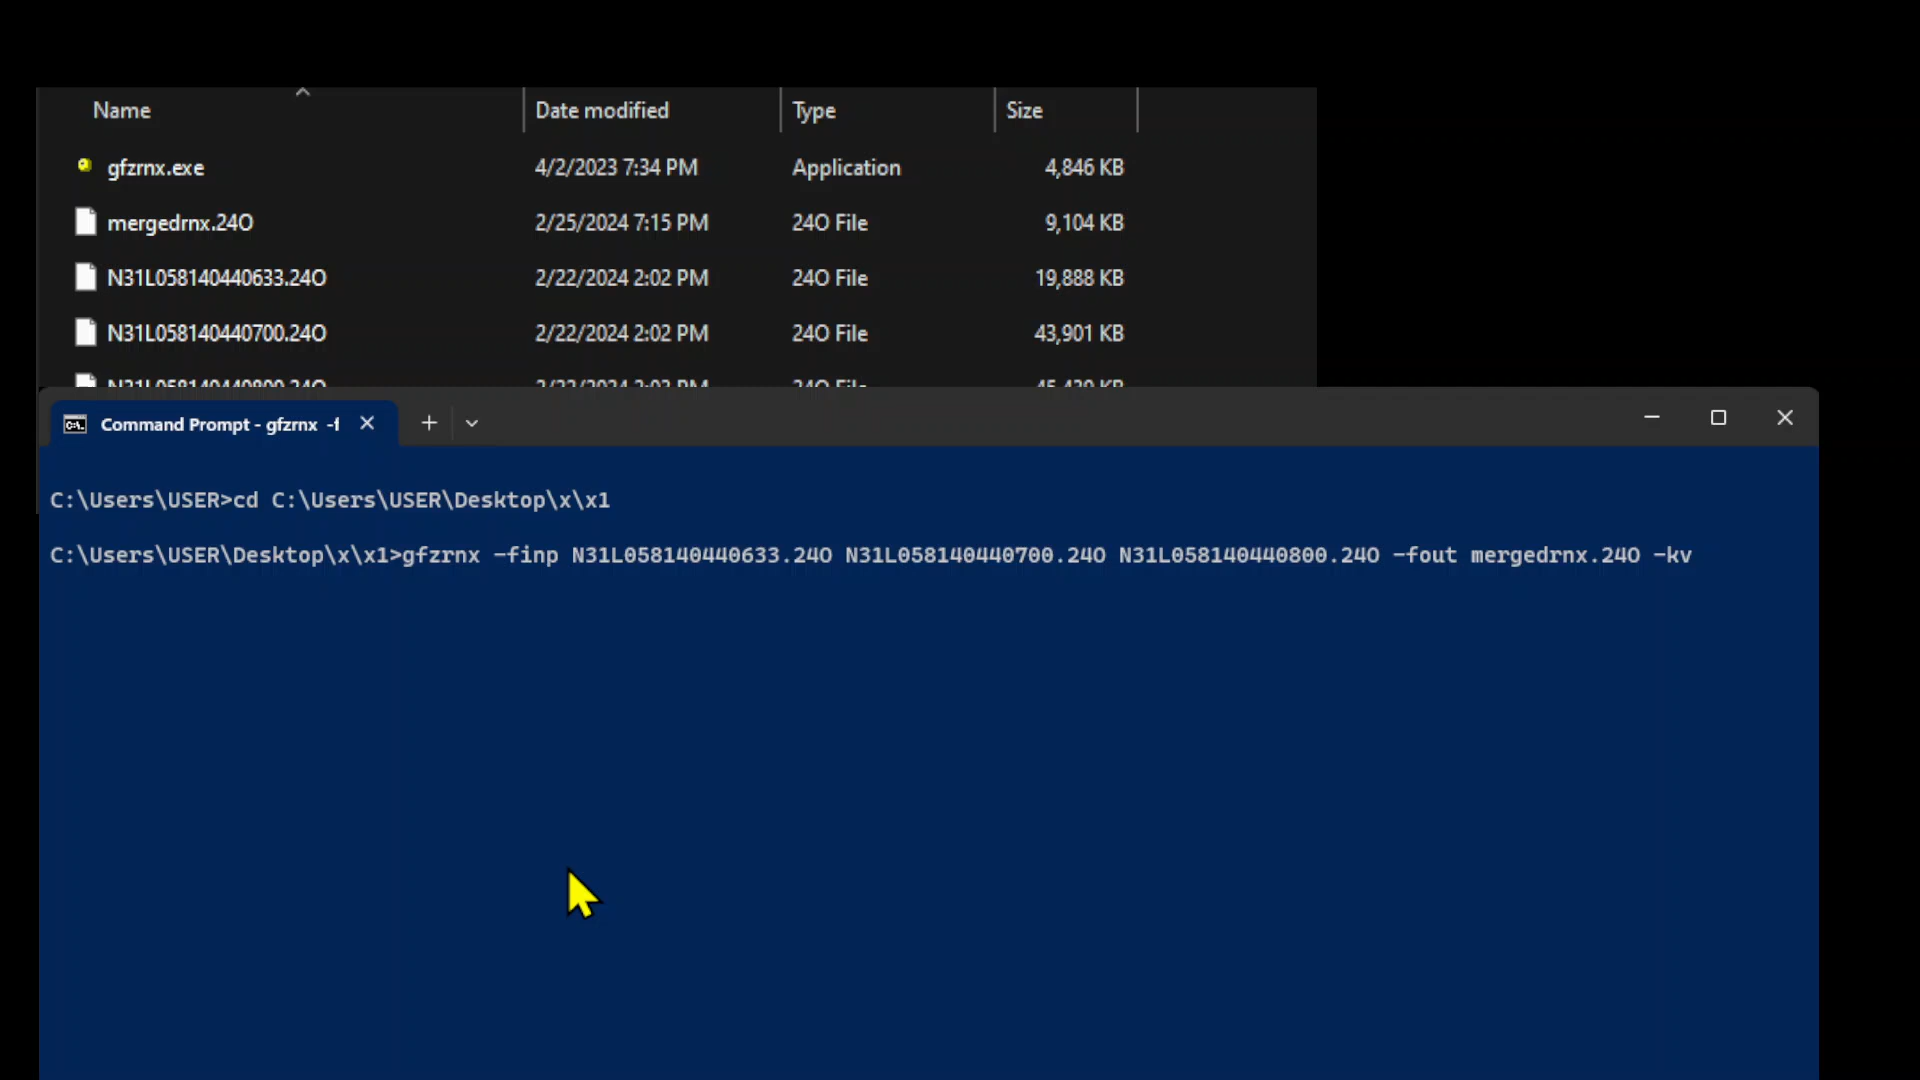 Name Date modified Type Size
gfzrnx.exe 4/2/2023 7:34 PM Application 4,846 KB
mergedrnx.24O 2/25/2024 7:15 PM 24O File 9,104 KB
N31L058140440633.24O 2/22/2024 2:02 PM 24O File 19,888 KB
N31L058140440700.24O 2/22/2024 2:02 PM 24O File 43,901 KB
N31L058140440800.24O 24O File
Command Prompt - gfzrnx -f
C:\Users\USER>cd C:\Users\USER\Desktop\x\x1
C:\Users\USER\Desktop\x\x1>gfzrnx -finp N31L058140440633.24O N31L058140440700.24O N31L058140440800.24O -fout mergedrnx.24O -kv